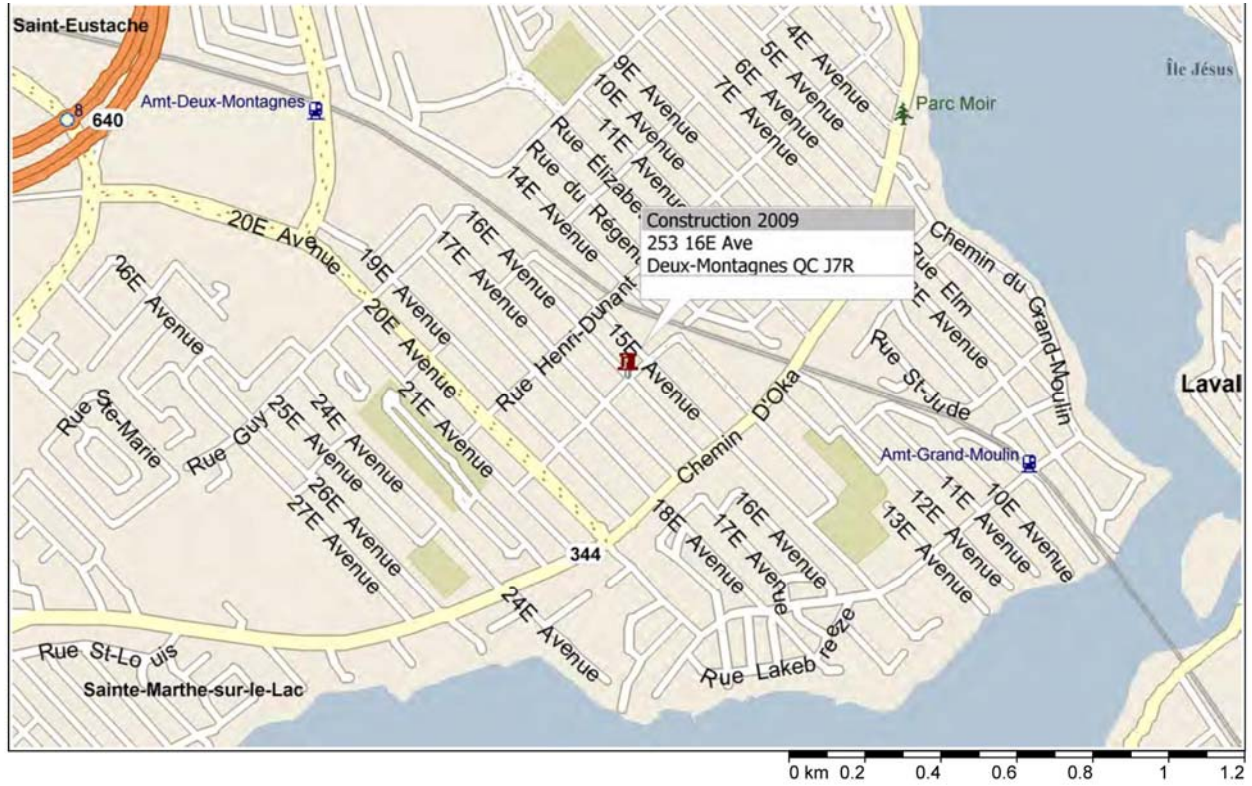 Saint-Eustache
4E Avenue
5E Avenue
6E Avenue
7E Avenue
9E Avenue
10E Avenue
11E Avenue
Île Jésus
Amt-Deux-Montagnes
8
640
Parc Moir
Rue Élizabe
Rue du Régent
14E Avenue
20E Avenue
16E Avenue
17E Avenue
19E Avenue
26E Avenue
Construction 2009
253 16E Ave
Deux-Montagnes QC J7R
Chemin du Grand-Moulin
Rue Elm
2E Avenue
Rue Henri-Dunant
15E Avenue
20E Avenue
Rue St-Jude
Laval
Rue Ste-Marie
Rue Guy
25E Avenue
24E Avenue
21E Avenue
Chemin D'Oka
Amt-Grand-Moulin
26E Avenue
27E Avenue
18E Avenue
17E Avenue
16E Avenue
13E Avenue
12E Avenue
11E Avenue
10E Avenue
344
24E Avenue
Rue St-Louis
Rue Lakebreeze
Sainte-Marthe-sur-le-Lac
0 km 0.2 0.4 0.6 0.8 1 1.2